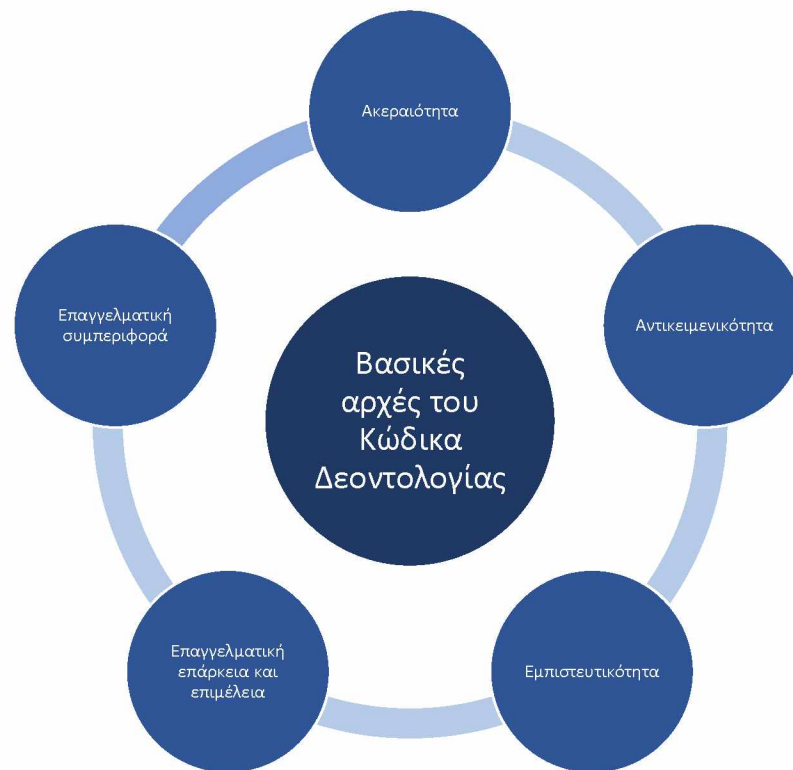 Ακεραιότητα
Αντικειμενικότητα
Εμπιστευτικότητα
Επαγγελματική
επάρκεια και
επιμέλεια
Επαγγελματική
συμπεριφορά
Βασικές
αρχές του
Κώδικα
Δεοντολογίας